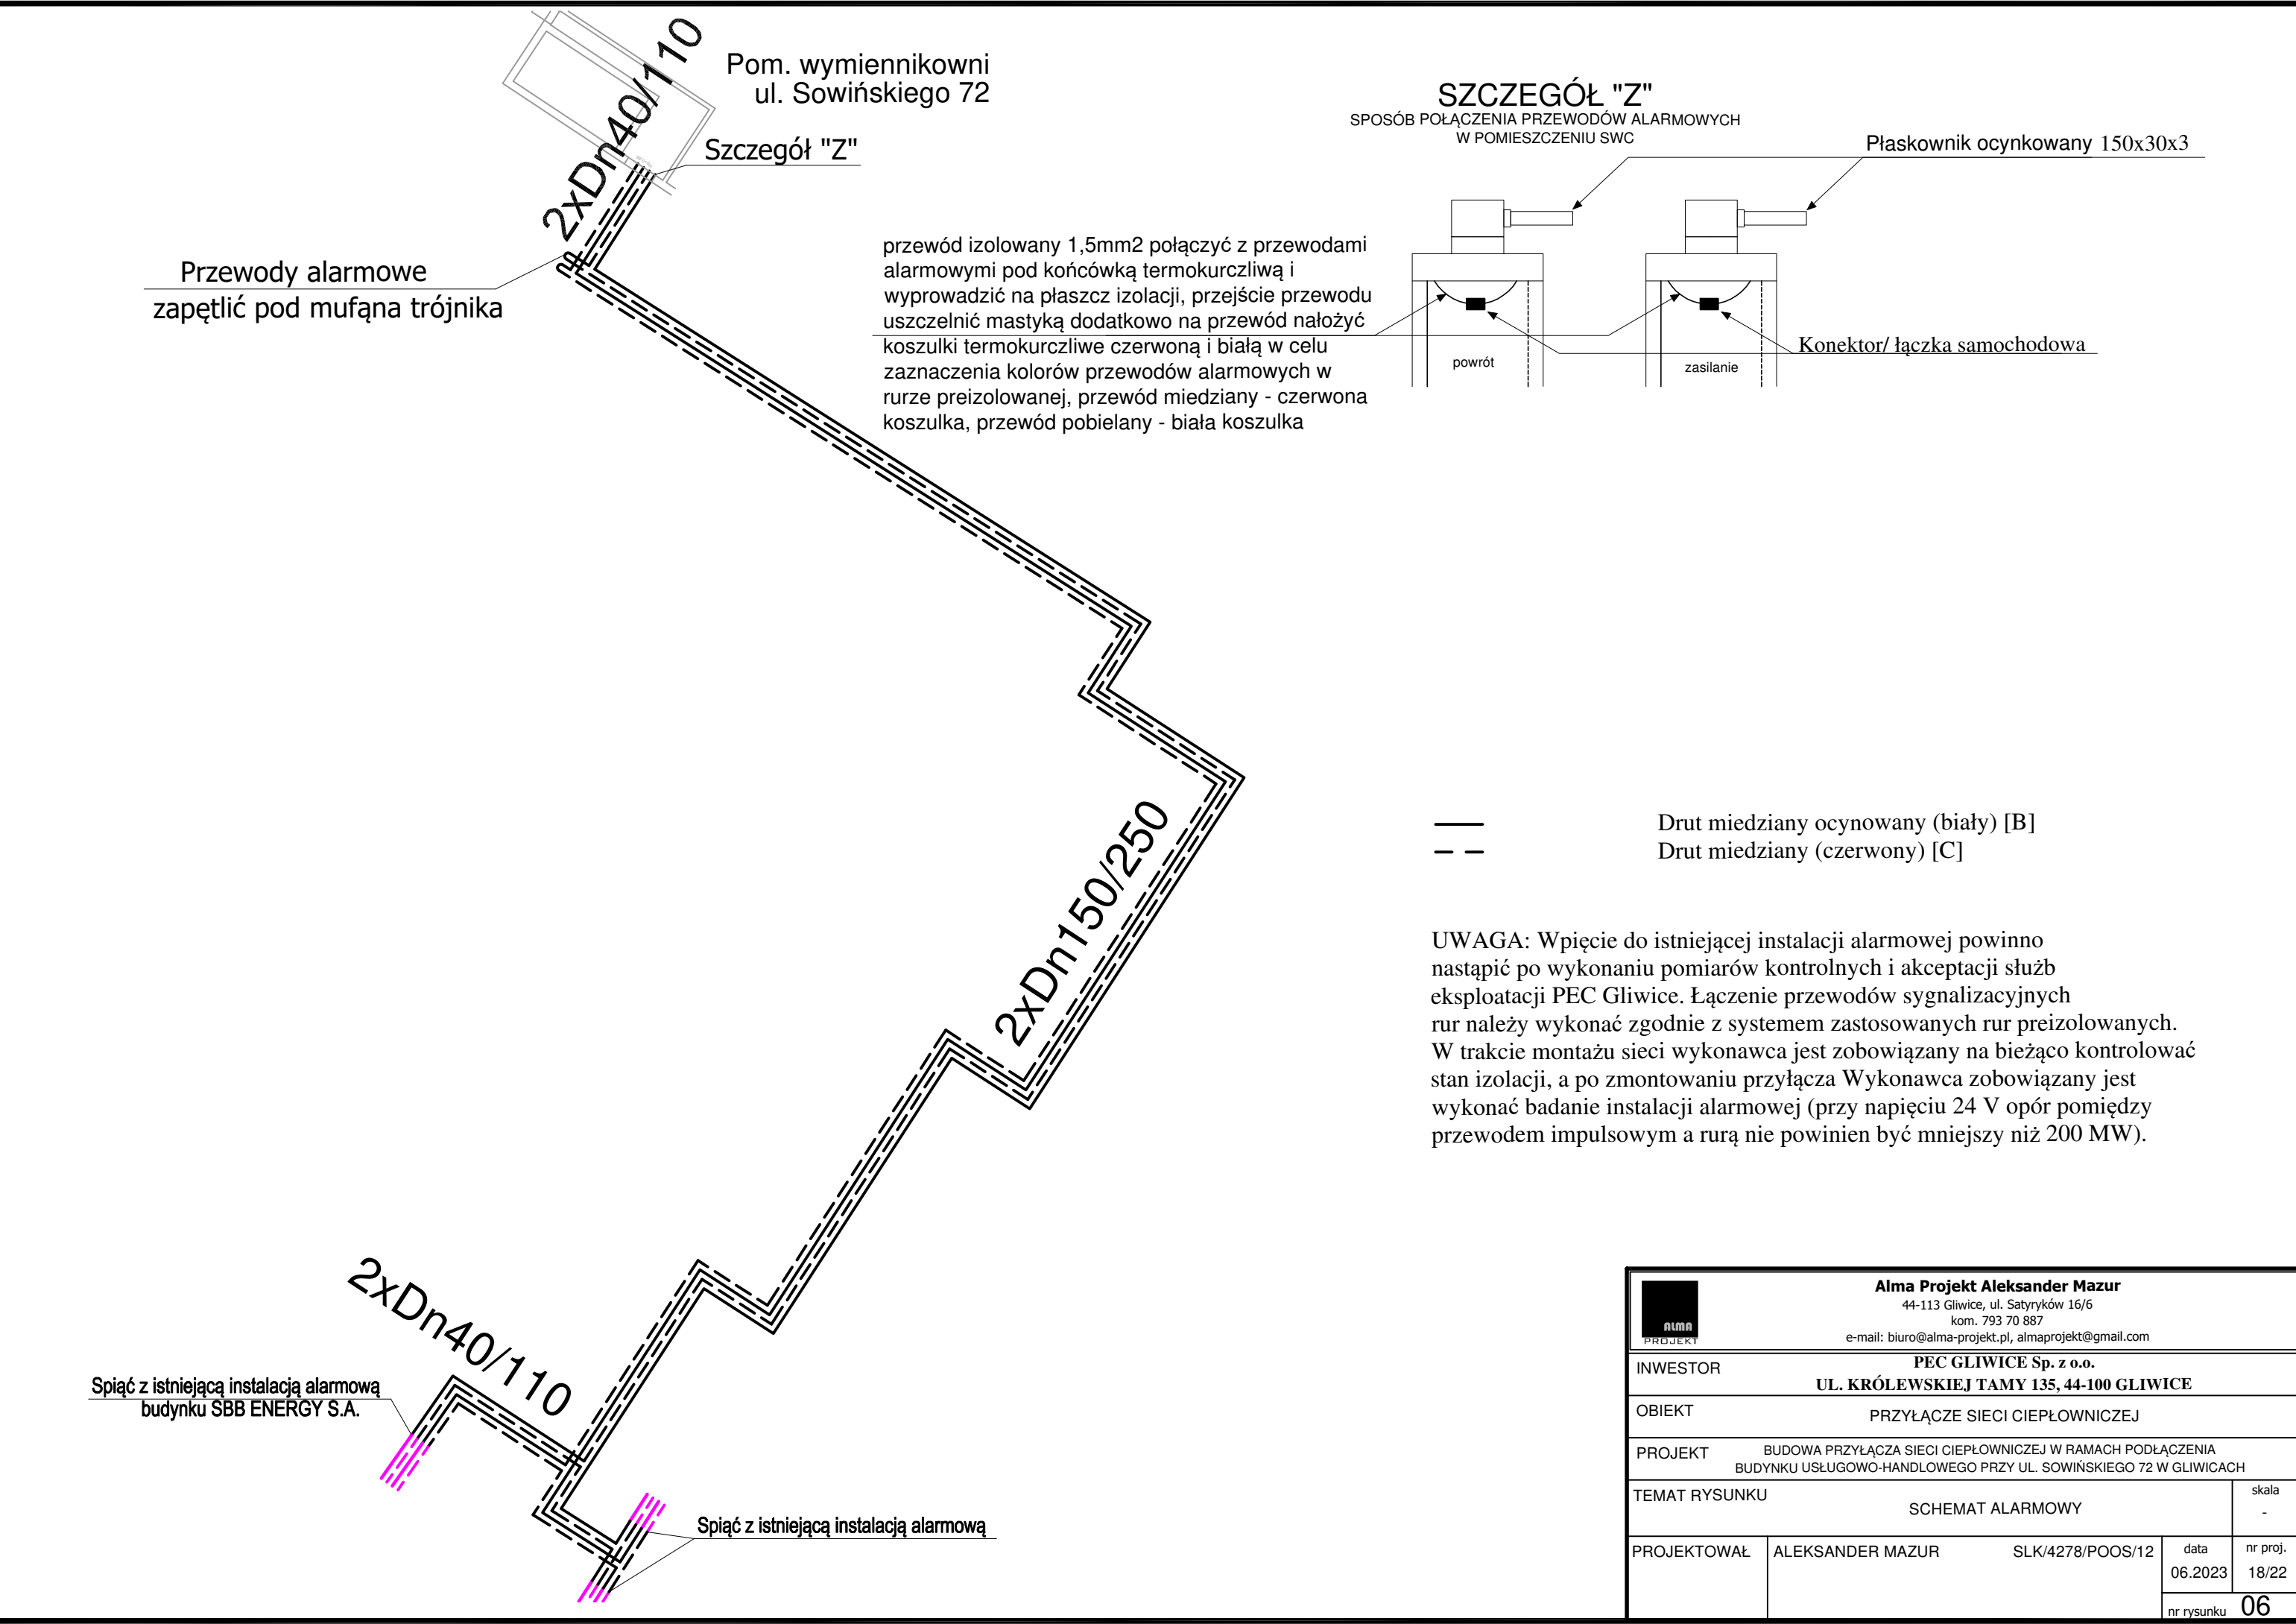 2xDn40/110
Pom. wymiennikowni
ul. Sowińskiego 72
Szczegół "Z"
Przewody alarmowe
zapętlić pod mufąna trójnika
SZCZEGÓŁ "Z"
SPOSÓB POŁĄCZENIA PRZEWODÓW ALARMOWYCH
W POMIESZCZENIU SWC
Płaskownik ocynkowany 150x30x3
przewód izolowany 1,5mm2 połączyć z przewodami
alarmowymi pod końcówką termokurczliwą i
wyprowadzić na płaszcz izolacji, przejście przewodu
uszczelnić mastyką dodatkowo na przewód nałożyć
koszulki termokurczliwe czerwoną i białą w celu
zaznaczenia kolorów przewodów alarmowych w
rurze preizolowanej, przewód miedziany - czerwona
koszulka, przewód pobielany - biała koszulka
powrót
zasilanie
Konektor/ łączka samochodowa
2xDn150/250
Drut miedziany ocynowany (biały) [B]
Drut miedziany (czerwony) [C]
UWAGA: Wpięcie do istniejącej instalacji alarmowej powinno
nastąpić po wykonaniu pomiarów kontrolnych i akceptacji służb
eksploatacji PEC Gliwice. Łączenie przewodów sygnalizacyjnych
rur należy wykonać zgodnie z systemem zastosowanych rur preizolowanych.
W trakcie montażu sieci wykonawca jest zobowiązany na bieżąco kontrolować
stan izolacji, a po zmontowaniu przyłącza Wykonawca zobowiązany jest
wykonać badanie instalacji alarmowej (przy napięciu 24 V opór pomiędzy
przewodem impulsowym a rurą nie powinien być mniejszy niż 200 MW).
2xDn40/110
Spiąć z istniejącą instalacją alarmową
budynku SBB ENERGY S.A.
Spiąć z istniejącą instalacją alarmową
ALMA
PROJEKT
Alma Projekt Aleksander Mazur
44-113 Gliwice, ul. Satyryków 16/6
kom. 793 70 887
e-mail: biuro@alma-projekt.pl, almaprojekt@gmail.com
INWESTOR
PEC GLIWICE Sp. z o.o.
UL. KRÓLEWSKIEJ TAMY 135, 44-100 GLIWICE
OBIEKT
PRZYŁĄCZE SIECI CIEPŁOWNICZEJ
PROJEKT
BUDOWA PRZYŁĄCZA SIECI CIEPŁOWNICZEJ W RAMACH PODŁĄCZENIA
BUDYNKU USŁUGOWO-HANDLOWEGO PRZY UL. SOWIŃSKIEGO 72 W GLIWICACH
TEMAT RYSUNKU
SCHEMAT ALARMOWY
skala
-
PROJEKTOWAŁ
ALEKSANDER MAZUR SLK/4278/POOS/12
data
06.2023
nr proj.
18/22
nr rysunku 06